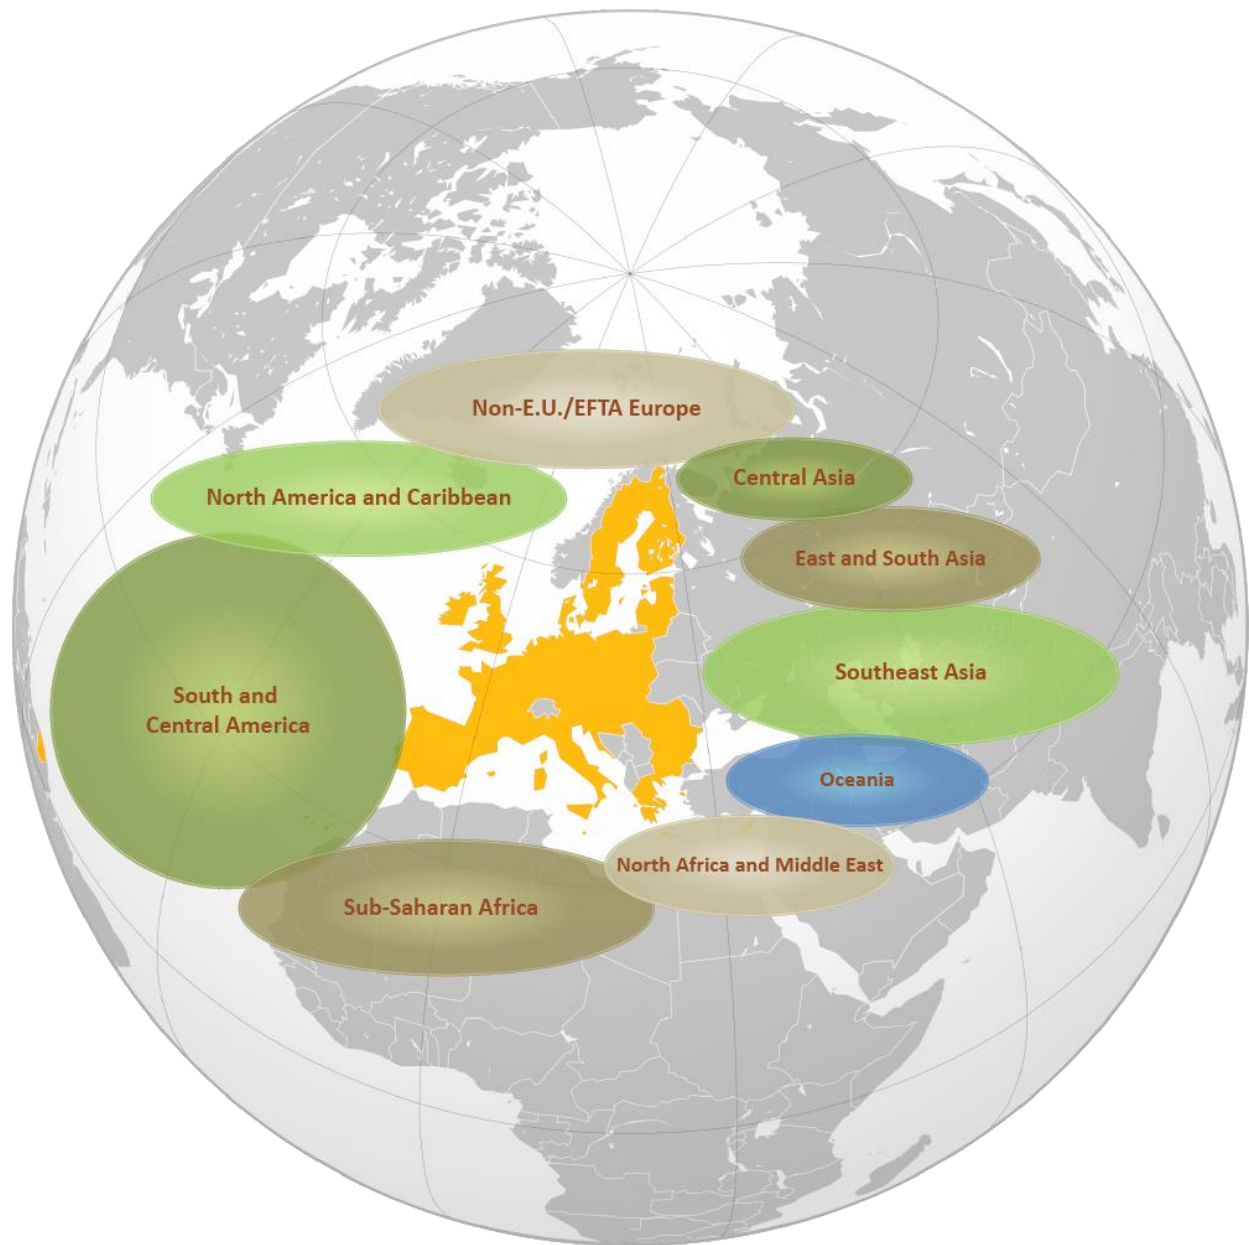 Non-E.U./EFTA Europe
Central Asia
North America and Caribbean
East and South Asia
Southeast Asia
South and
Central America
Oceania
North Africa and Middle East
Sub-Saharan Africa